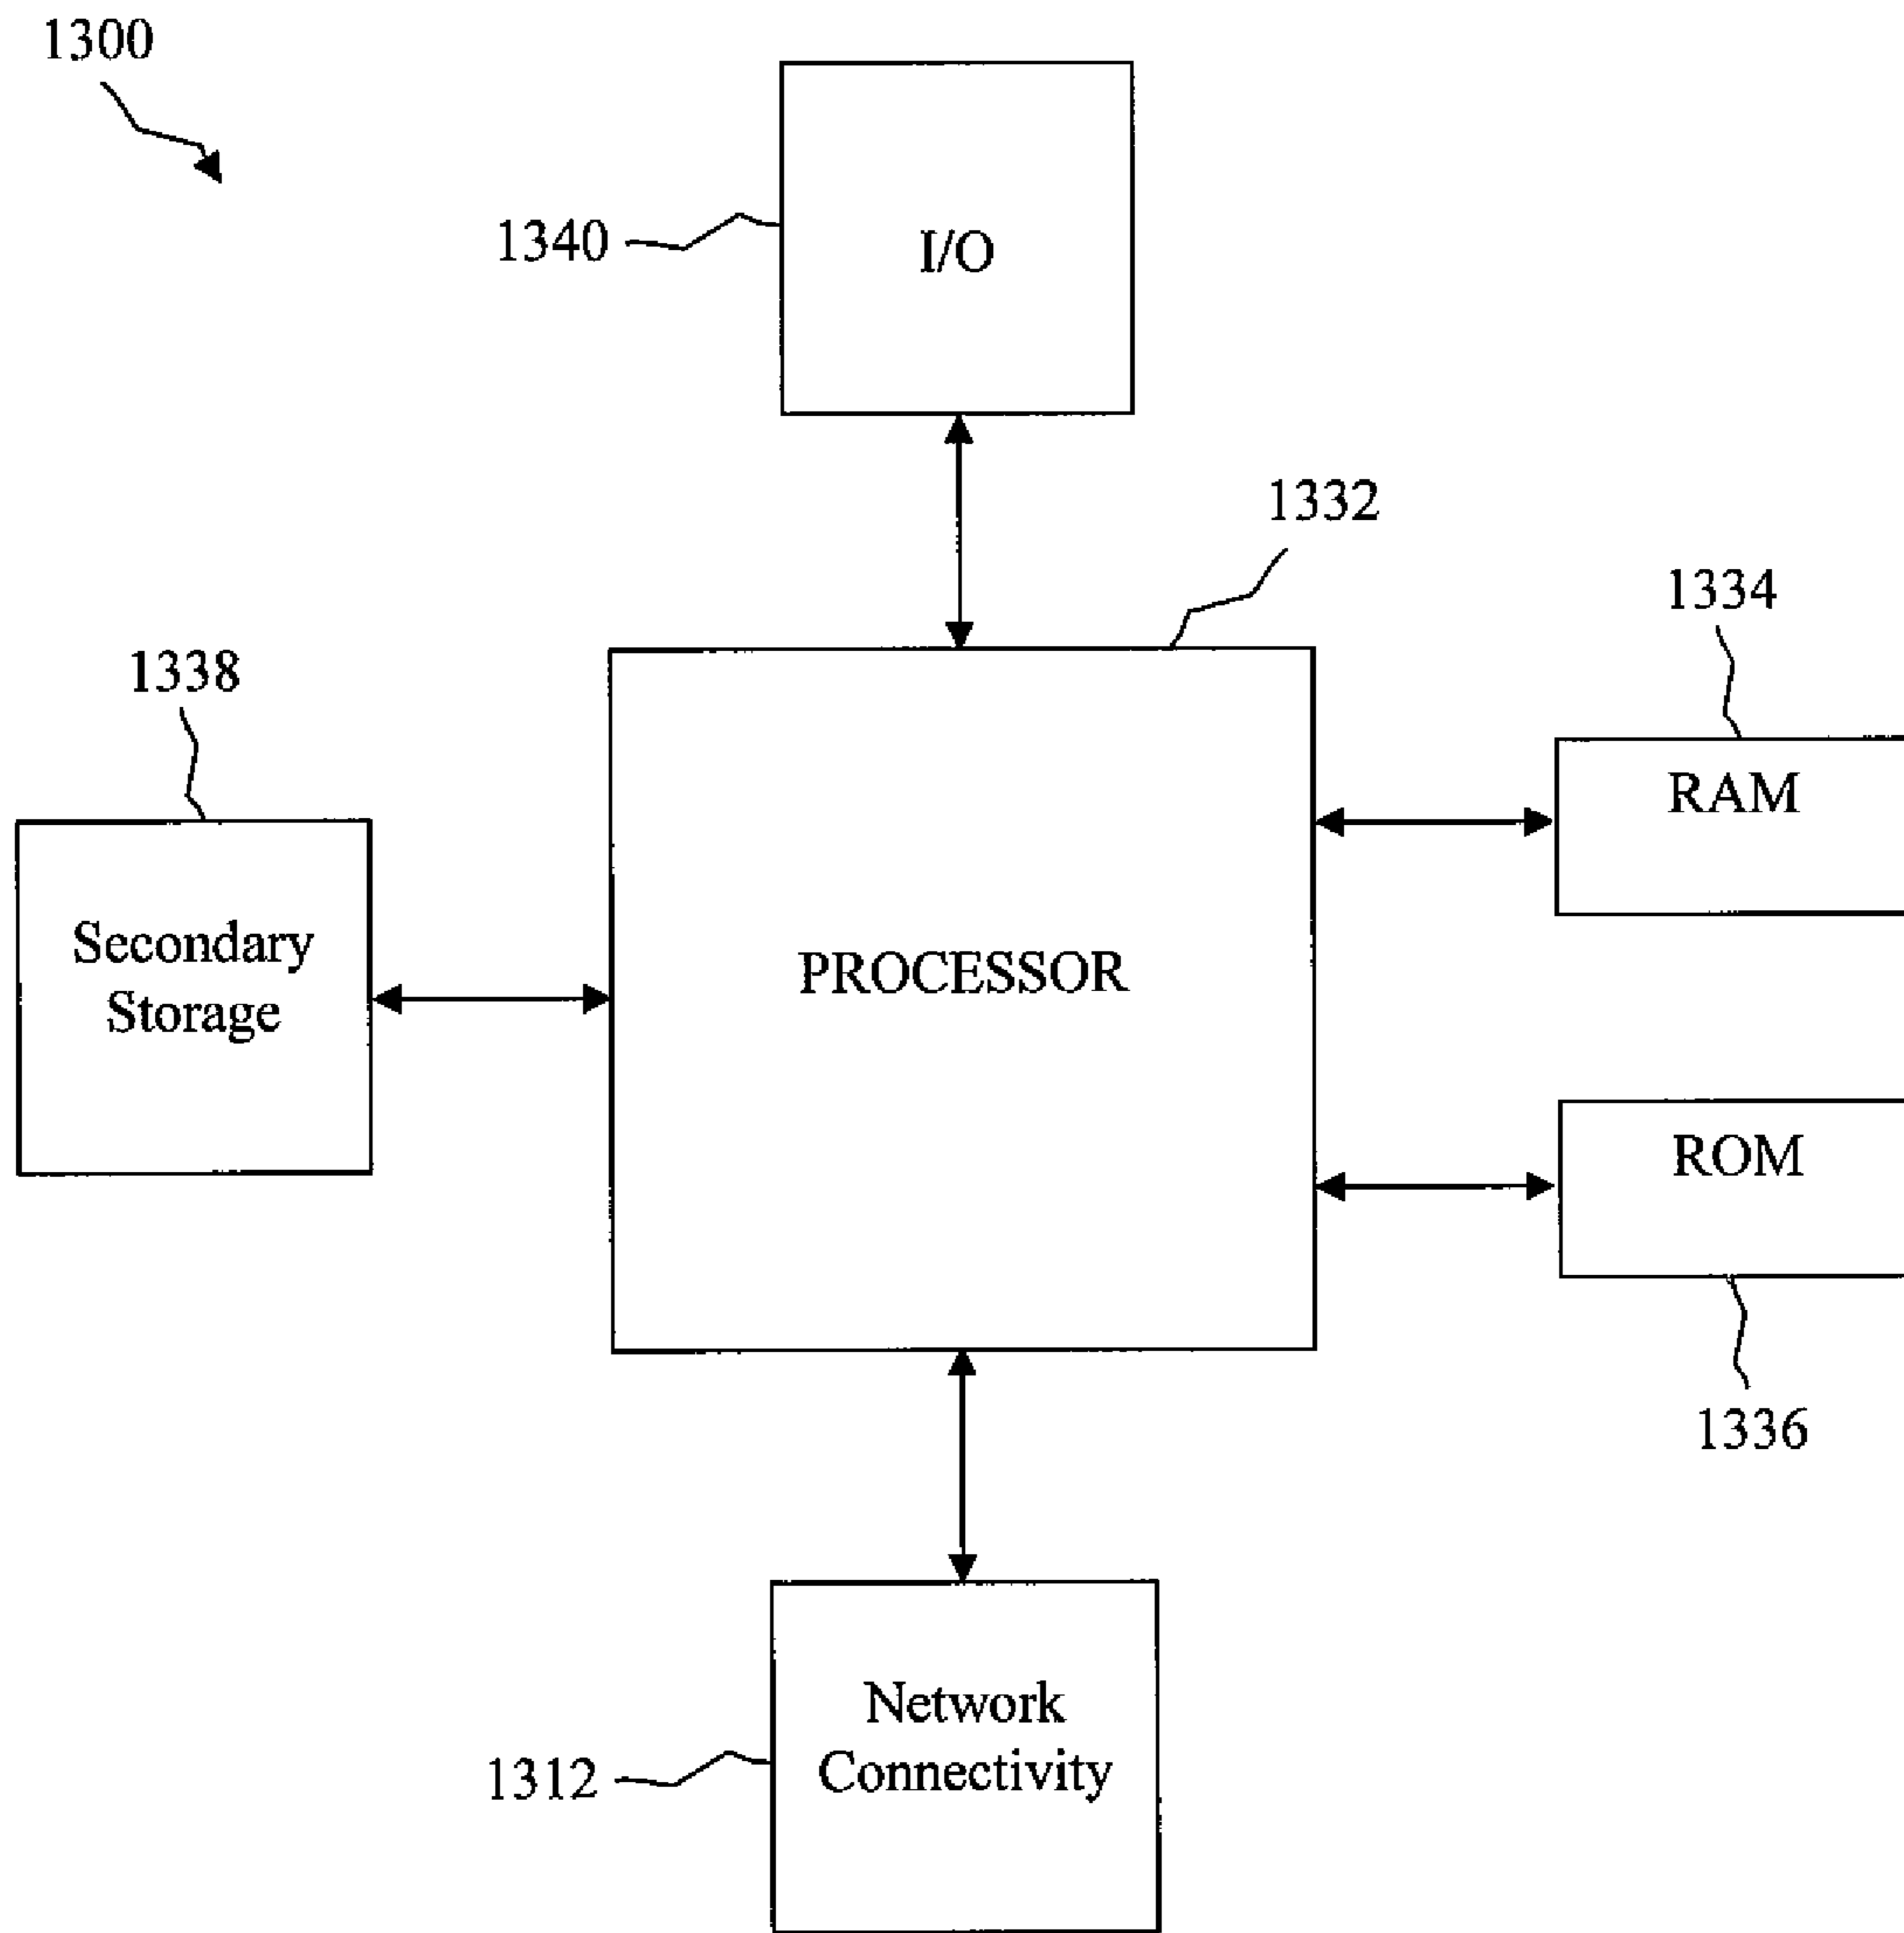 1300
1340
I/O
1332
1334
1338
RAM
Secondary
Storage
PROCESSOR
ROM
1336
Network
Connectivity
1312